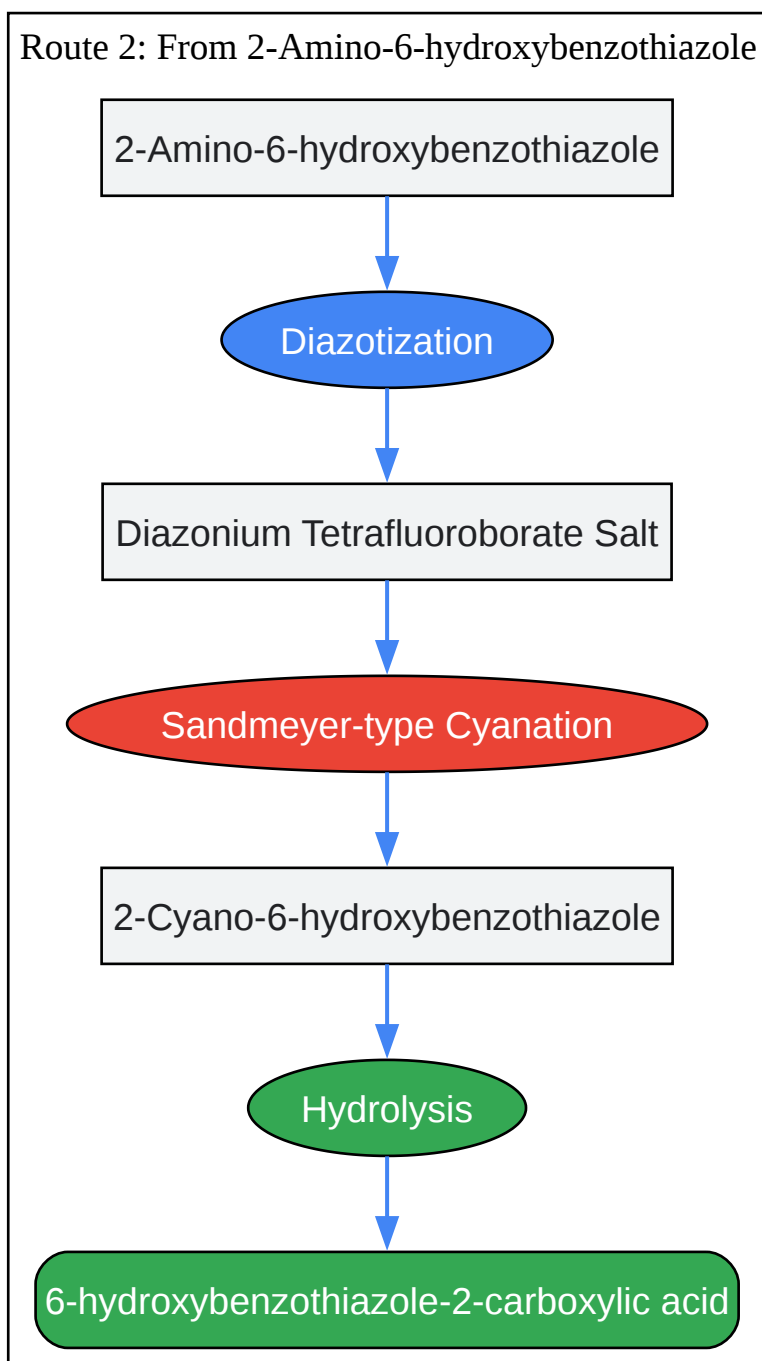 Route 2: From 2-Amino-6-hydroxybenzothiazole
2-Amino-6-hydroxybenzothiazole
Diazotization
Diazonium Tetrafluoroborate Salt
Sandmeyer-type Cyanation
2-Cyano-6-hydroxybenzothiazole
Hydrolysis
6-hydroxybenzothiazole-2-carboxylic acid